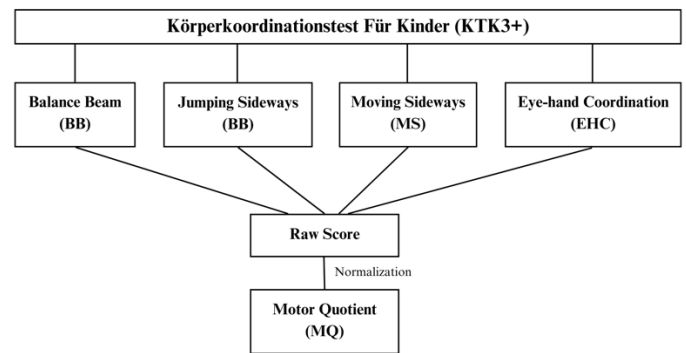 Körperkoordinationstest Für Kinder (KTK3+)
Balance Beam
(BB)
Jumping Sideways
(BB)
Moving Sideways
(MS)
Eye-hand Coordination
(EHC)
Raw Score
Normalization
Motor Quotient
(MQ)